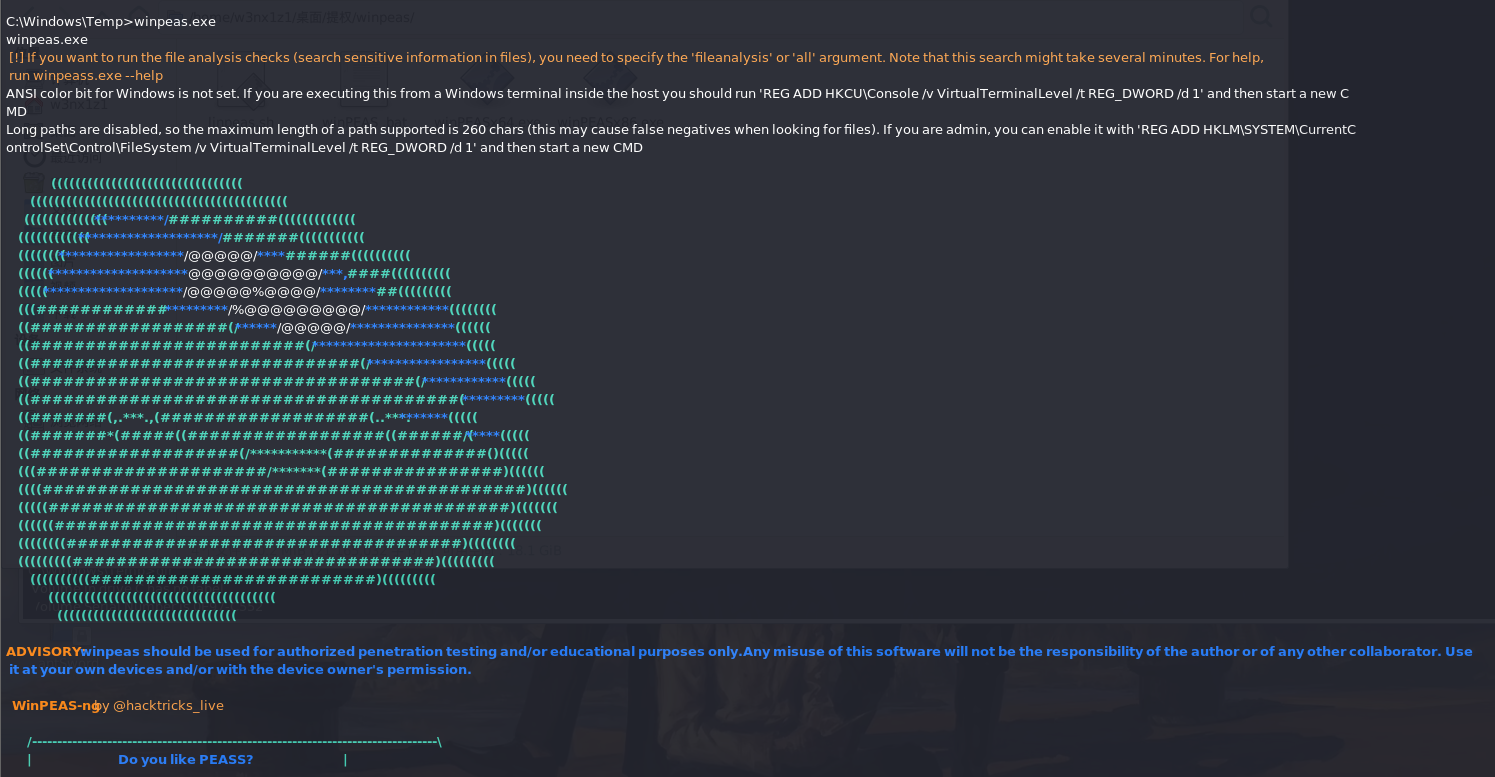 C:\Windows\Temp>winpeas.exe
winpeas.exe
[!] If you want to run the file analysis checks (search sensitive information in files), you need to specify the 'fileanalysis' or 'all' argument. Note that this search might take several minutes. For help,
run winpeass.exe --help
ANSI color bit for Windows is not set. If you are executing this from a Windows terminal inside the host you should run 'REG ADD HKCU\Console /v VirtualTerminalLevel /t REG_DWORD /d 1' and then start a new C
MD
Long paths are disabled, so the maximum length of a path supported is 260 chars (this may cause false negatives when looking for files). If you are admin, you can enable it with 'REG ADD HKLM\SYSTEM\CurrentC
ontrolSet\Control\FileSystem /v VirtualTerminalLevel /t REG_DWORD /d 1' and then start a new CMD
ADVISORY: winpeas should be used for authorized penetration testing and/or educational purposes only.Any misuse of this software will not be the responsibility of the author or of any other collaborator. Use
it at your own devices and/or with the device owner's permission.
WinPEAS-ng by @hacktricks_live
/---------------------------------------------------------------------------------\
| Do you like PEASS? |